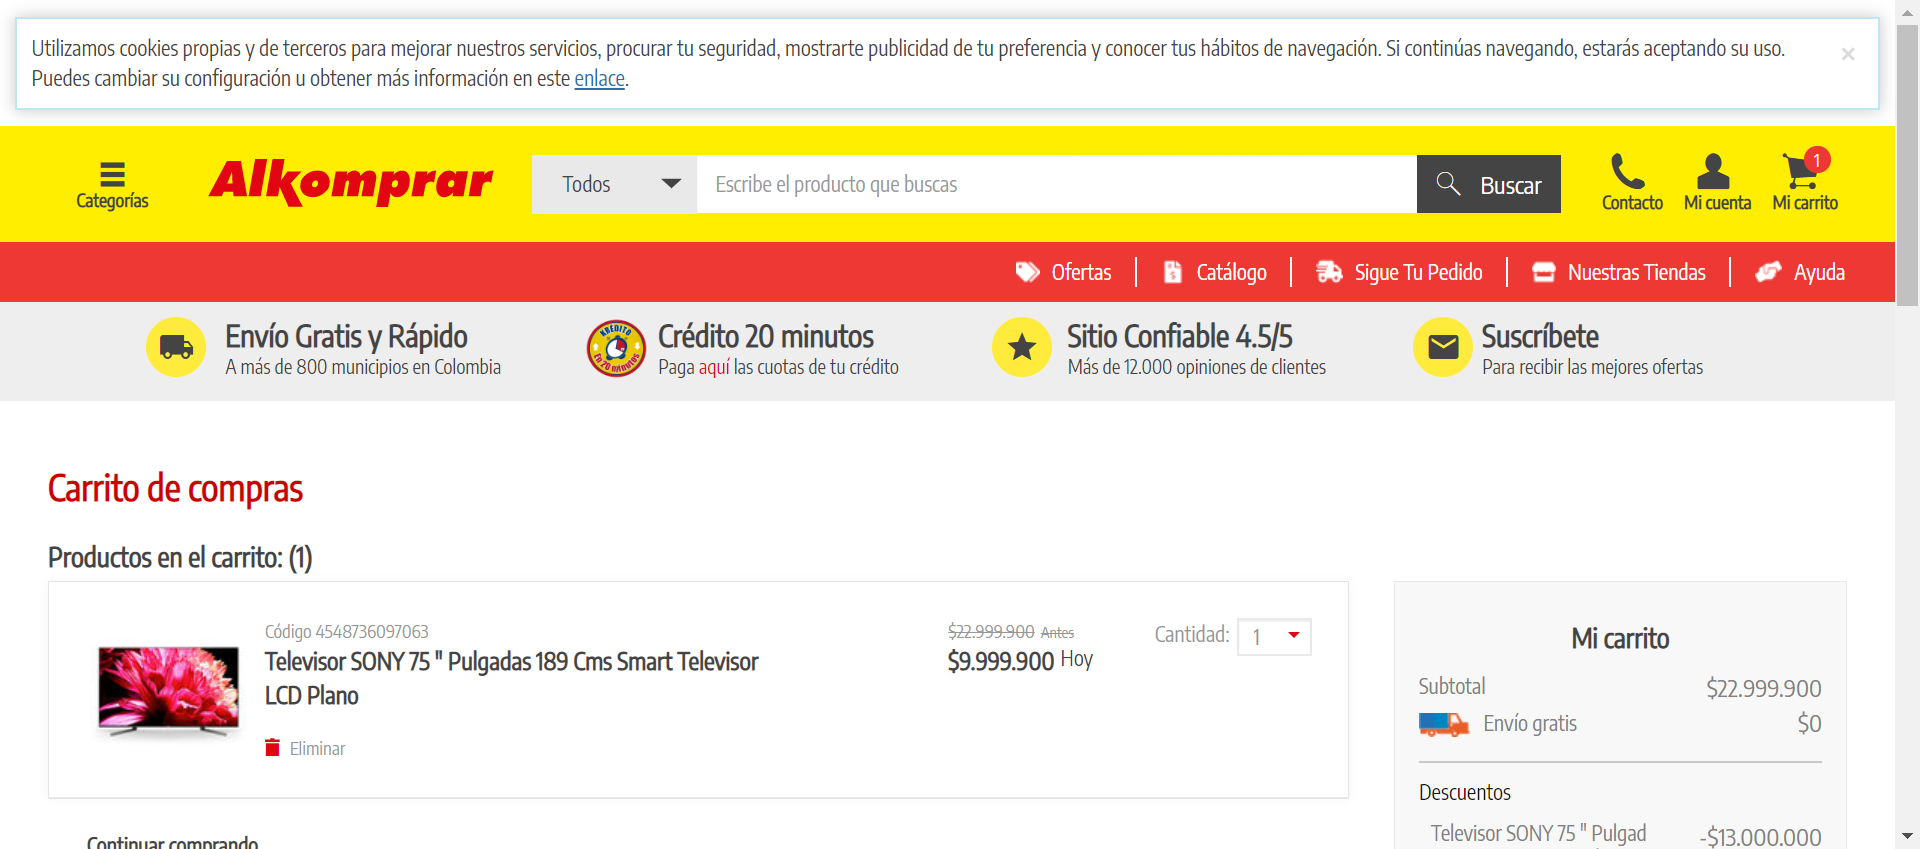 Utilizamos cookies propias y de terceros para mejorar nuestros servicios, procurar tu seguridad, mostrarte publicidad de tu preferencia y conocer tus hábitos de navegación. Si continúas navegando, estarás aceptando su uso.
Puedes cambiar su configuración u obtener más información en este enlace.
×
Categorías
Alkomprar
Todos
Escribe el producto que buscas
Buscar
Contacto
Mi cuenta
1
Mi carrito
Ofertas
Catálogo
Sigue Tu Pedido
Nuestras Tiendas
Ayuda
Envío Gratis y Rápido
A más de 800 municipios en Colombia
KREDITO
En 20 minutos
Crédito 20 minutos
Paga aquí las cuotas de tu crédito
Sitio Confiable 4.5/5
Más de 12.000 opiniones de clientes
Suscríbete
Para recibir las mejores ofertas
Carrito de compras
Productos en el carrito: (1)
Código 4548736097063
Televisor SONY 75 " Pulgadas 189 Cms Smart Televisor
LCD Plano
Eliminar
$22.999.900 Antes
$9.999.900 Hoy
Cantidad: 1
Continuar comprando
Mi carrito
Subtotal $22.999.900
Envío gratis $0
Descuentos
Televisor SONY 75 " Pulgad -$13.000.000